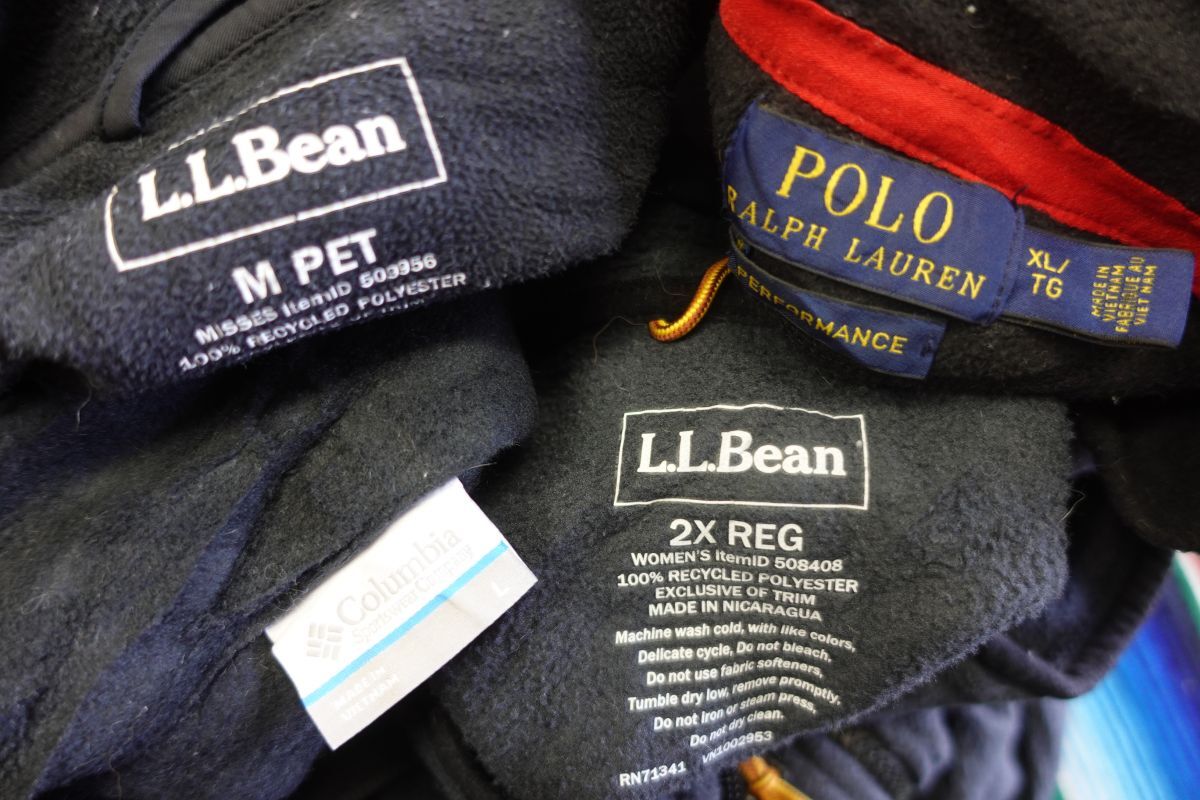 L.L.Bean
M PET
MISSES ItemID 503956
100% RECYCLED POLYESTER
POLO
RALPH LAUREN
XL/
TG
MADE IN
VIETNAM
FABRIQUÉ AU
VIET NAM
PERFORMANCE
Columbia
Sportswear Company
L
MADE IN
VIETNAM
L.L.Bean
2X REG
WOMEN'S ItemID 508408
100% RECYCLED POLYESTER
EXCLUSIVE OF TRIM
MADE IN NICARAGUA
Machine wash cold, with like colors,
Delicate cycle, Do not bleach,
Do not use fabric softeners,
Tumble dry low, remove promptly,
Do not Iron or steam press,
Do not dry clean.
RN71341 VN1002953